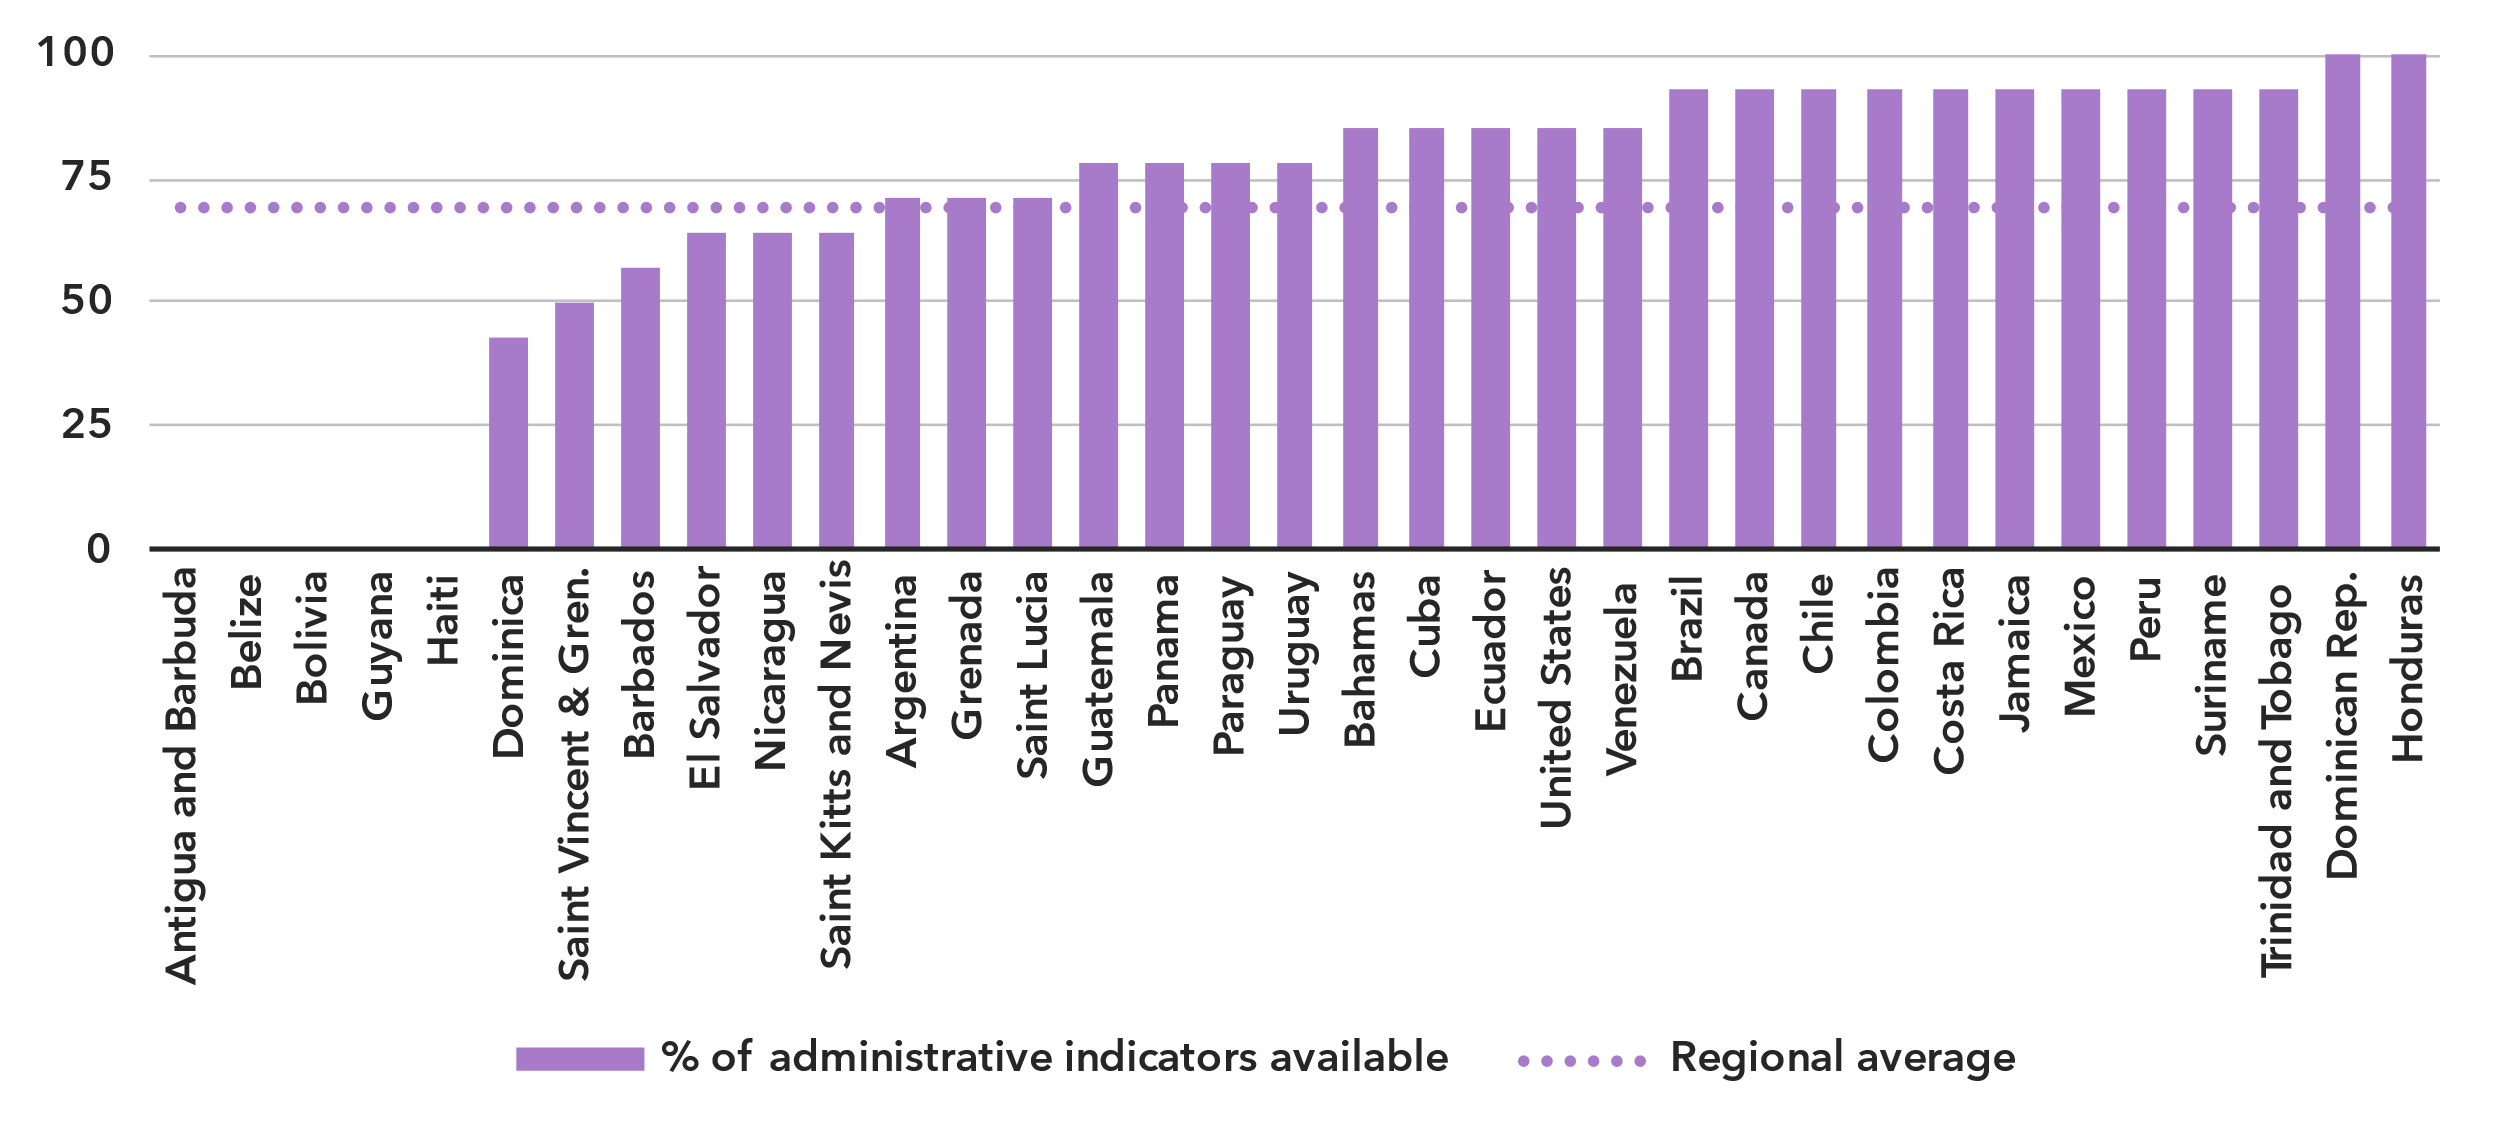 100
75
50
25
0
Antigua and Barbuda
Belize
Bolivia
Guyana
Haiti
Dominica
Saint Vincent & Gren.
Barbados
El Salvador
Nicaragua
Saint Kitts and Nevis
Argentina
Grenada
Saint Lucia
Guatemala
Panama
Paraguay
Uruguay
Bahamas
Cuba
Ecuador
United States
Venezuela
Brazil
Canada
Chile
Colombia
Costa Rica
Jamaica
Mexico
Peru
Suriname
Trinidad and Tobago
Dominican Rep.
Honduras
% of administrative indicators available
Regional average